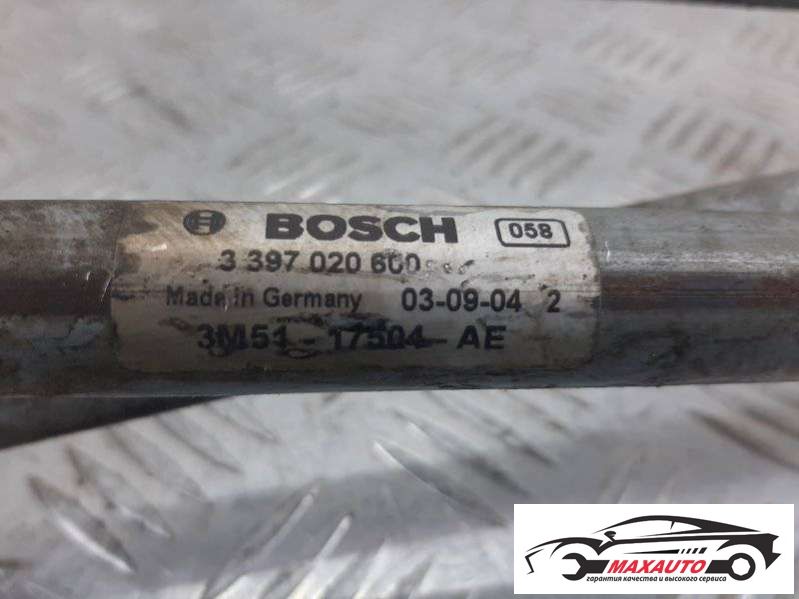 BOSCH 058
3 397 020 600
Made in Germany 03-09-04 2
3M51 - 17504 - AE
MAXAUTO
гарантия качества и высокого сервиса